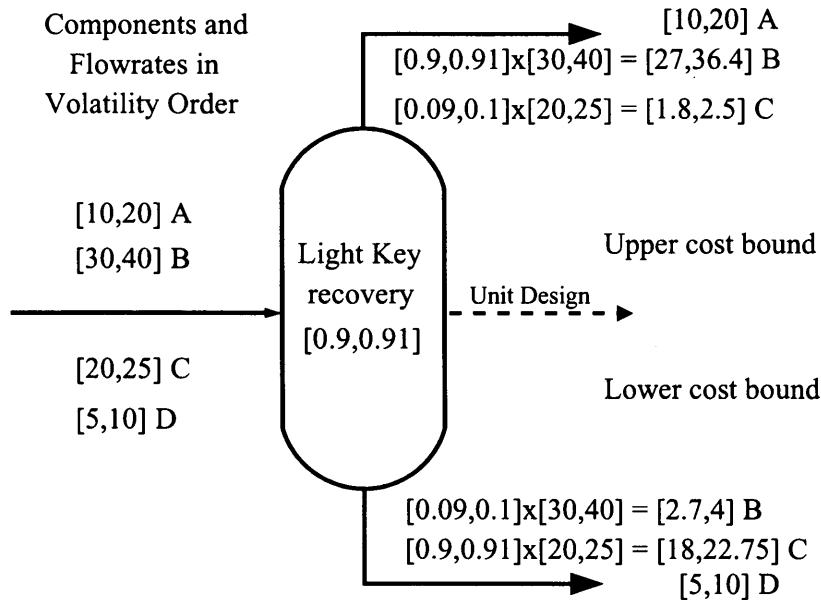 Components and
Flowrates in
Volatility Order
[10,20] A
[0.9,0.91]x[30,40] = [27,36.4] B
[0.09,0.1]x[20,25] = [1.8,2.5] C
[10,20] A
[30,40] B
[20,25] C
[5,10] D
Light Key
recovery
[0.9,0.91]
Unit Design
Upper cost bound
Lower cost bound
[0.09,0.1]x[30,40] = [2.7,4] B
[0.9,0.91]x[20,25] = [18,22.75] C
[5,10] D